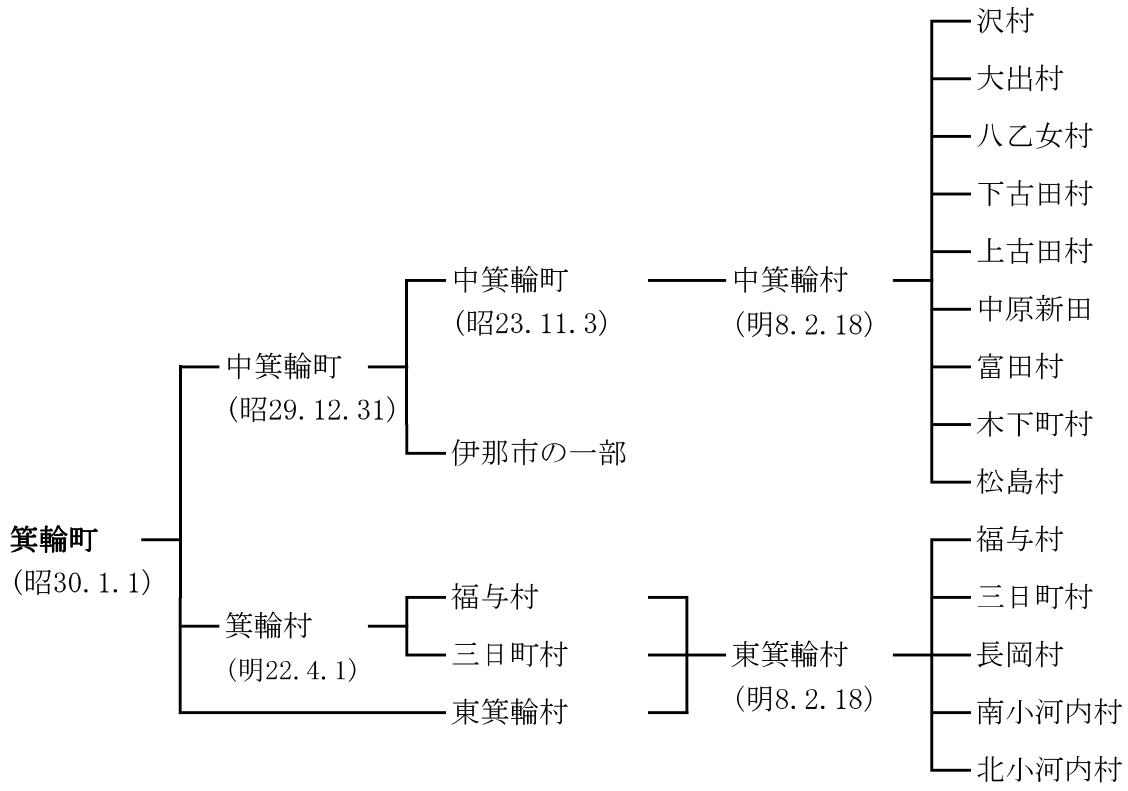 箕輪町
(昭30.1.1)
中箕輪町
(昭29.12.31)
箕輪村
(明22.4.1)
中箕輪町
(昭23.11.3)
伊那市の一部
福与村
三日町村
東箕輪村
中箕輪村
(明8.2.18)
東箕輪村
(明8.2.18)
沢村
大出村
八乙女村
下古田村
上古田村
中原新田
富田村
木下町村
松島村
福与村
三日町村
長岡村
南小河内村
北小河内村